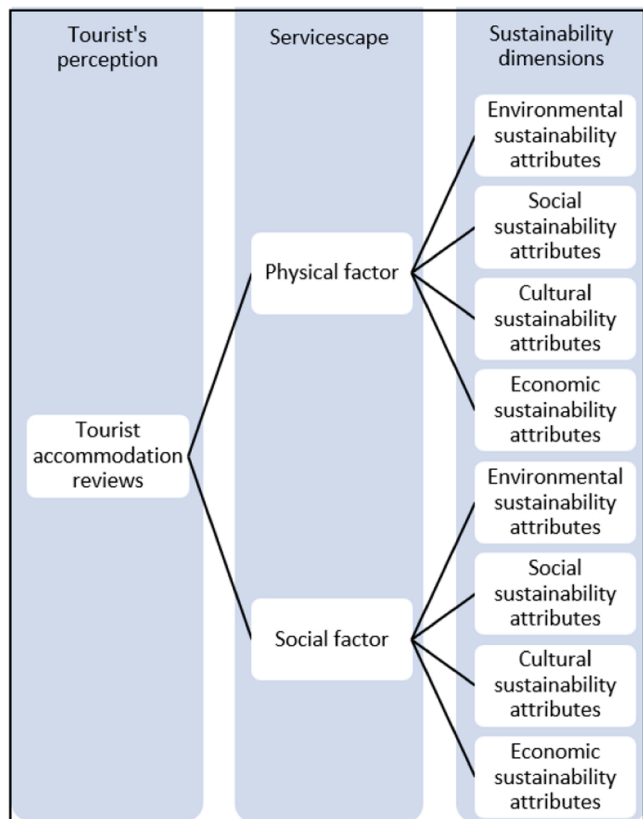 Tourist's
perception
Servicescape
Sustainability
dimensions
Environmental
sustainability
attributes
Social
sustainability
attributes
Physical factor
Cultural
sustainability
attributes
Economic
sustainability
attributes
Tourist
accommodation
reviews
Environmental
sustainability
attributes
Social
sustainability
attributes
Social factor
Cultural
sustainability
attributes
Economic
sustainability
attributes